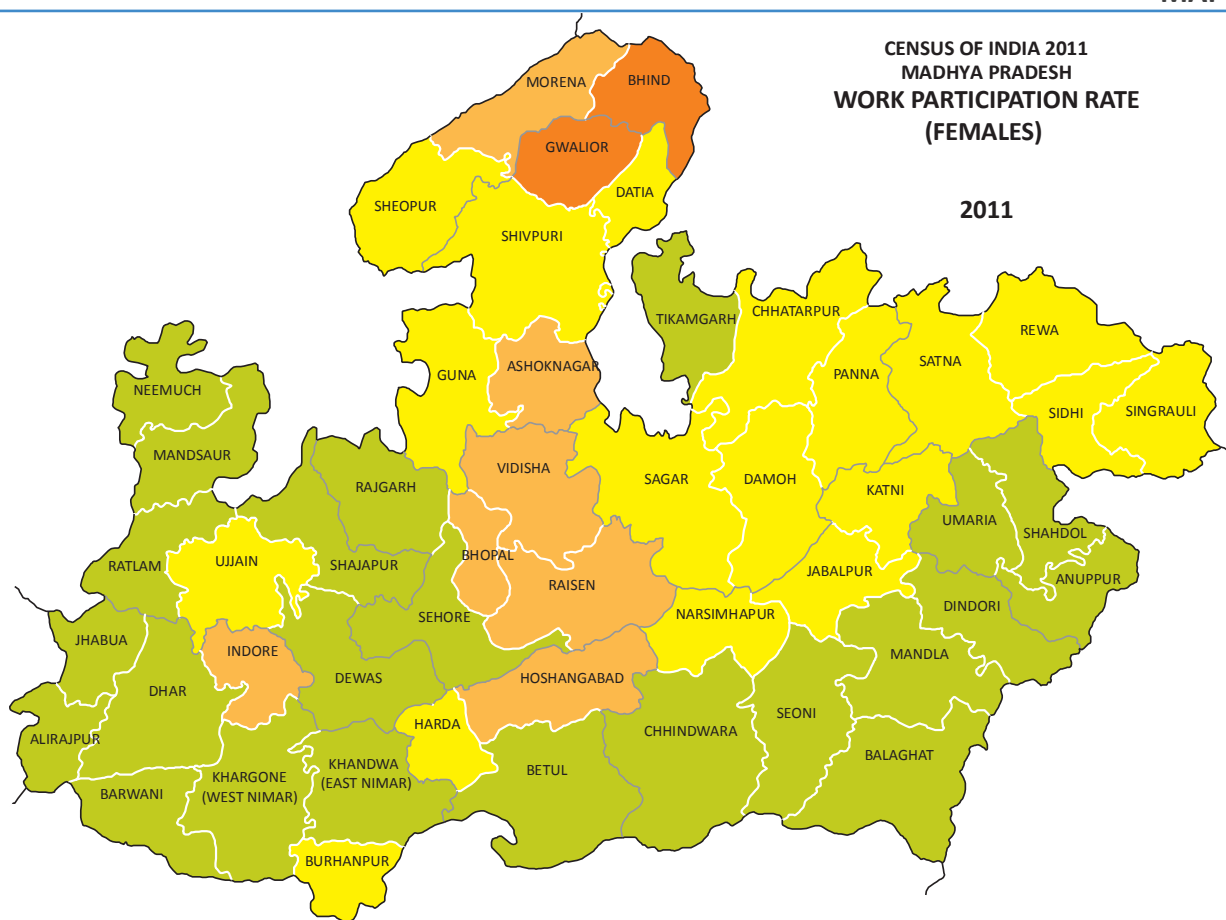 CENSUS OF INDIA 2011
MADHYA PRADESH
WORK PARTICIPATION RATE
(FEMALES)
2011
MORENA
BHIND
GWALIOR
SHEOPUR
DATIA
SHIVPURI
TIKAMGARH
CHHATARPUR
REWA
GUNA
ASHOKNAGAR
PANNA
SATNA
NEEMUCH
SIDHI
SINGRAULI
MANDSAUR
VIDISHA
SAGAR
DAMOH
KATNI
RAJGARH
UMARIA
SHAHDOL
RATLAM
UJJAIN
SHAJAPUR
BHOPAL
RAISEN
JABALPUR
ANUPPUR
SEHORE
NARSIMHAPUR
DINDORI
JHABUA
INDORE
MANDLA
DHAR
DEWAS
HOSHANGABAD
SEONI
HARDA
CHHINDWARA
ALIRAJPUR
BALAGHAT
KHANDWA
(EAST NIMAR)
BETUL
KHARGONE
(WEST NIMAR)
BARWANI
BURHANPUR